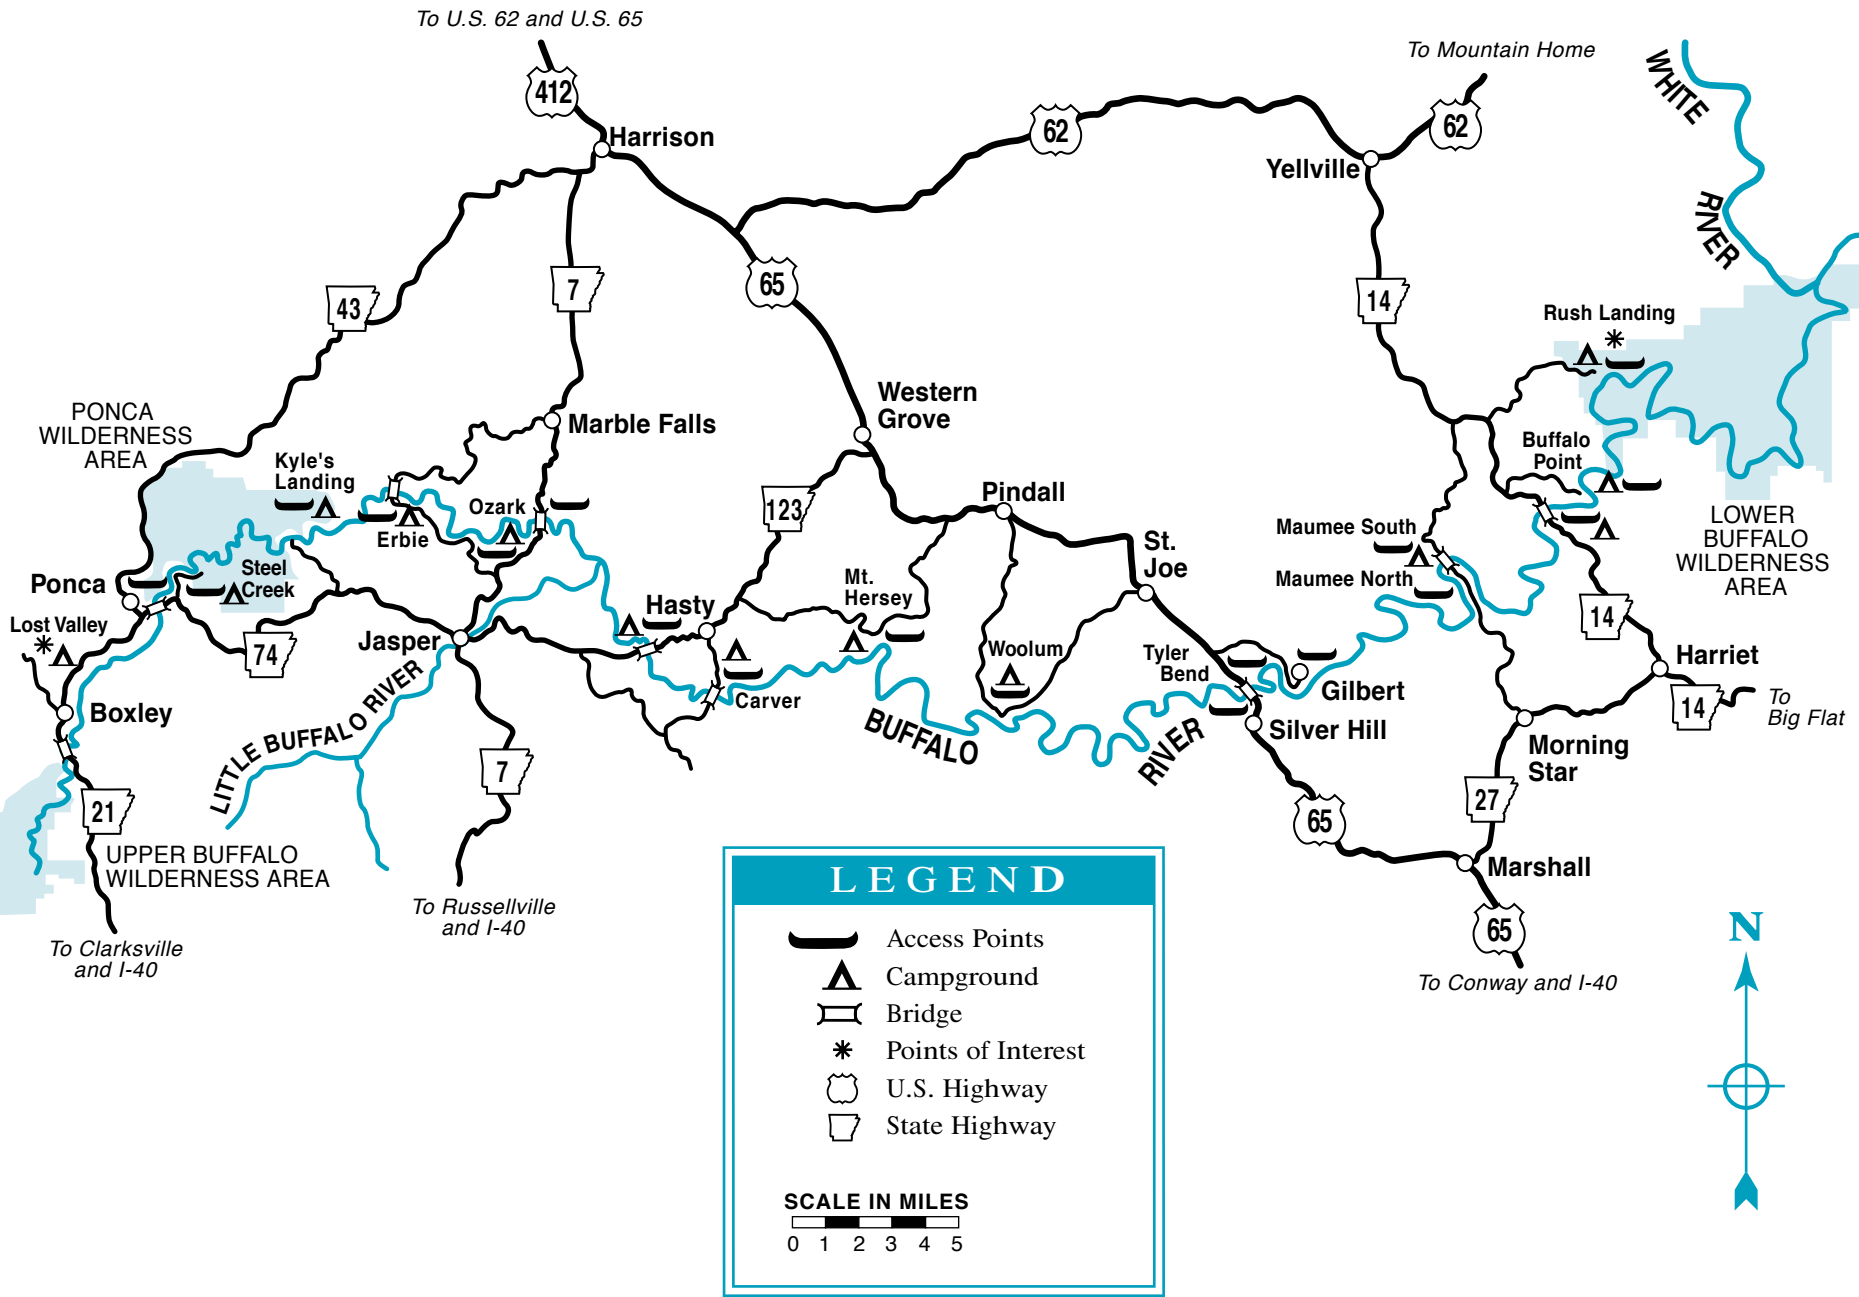 To U.S. 62 and U.S. 65
412
Harrison
62
To Mountain Home
62
Yellville
WHITE
RIVER
43
7
65
14
Rush Landing
PONCA
WILDERNESS
AREA
Marble Falls
Western
Grove
Kyle's
Landing
Ozark
Erbie
123
Pindall
Buffalo
Point
Maumee South
Maumee North
LOWER
BUFFALO
WILDERNESS
AREA
St.
Joe
Ponca
Steel
Creek
Mt.
Hersey
Hasty
Lost Valley
74
Jasper
Woolum
Tyler
Bend
14
Harriet
Gilbert
Carver
Boxley
LITTLE BUFFALO RIVER
BUFFALO
RIVER
Silver Hill
14
To
Big Flat
Morning
Star
7
21
65
27
UPPER BUFFALO
WILDERNESS AREA
Marshall
To Russellville
and I-40
To Clarksville
and I-40
65
To Conway and I-40
LEGEND
Access Points
Campground
Bridge
Points of Interest
U.S. Highway
State Highway
SCALE IN MILES
0 1 2 3 4 5
N